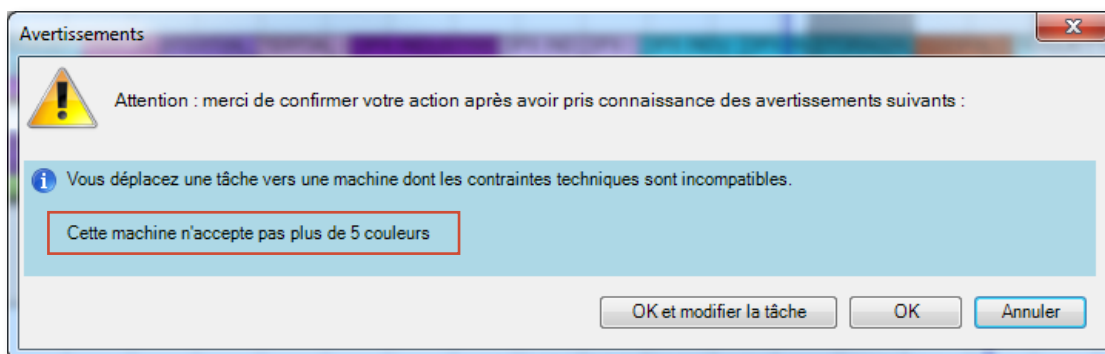 Avertissements
Attention : merci de confirmer votre action après avoir pris connaissance des avertissements suivants :
Vous déplacez une tâche vers une machine dont les contraintes techniques sont incompatibles.
Cette machine n'accepte pas plus de 5 couleurs
OK et modifier la tâche
OK
Annuler